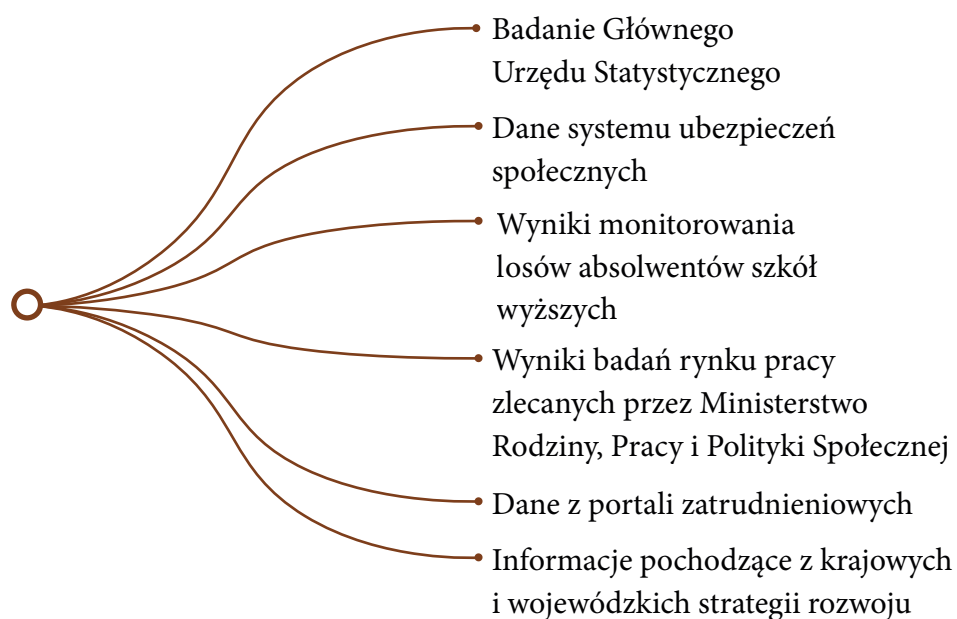 Badanie Głównego
Urzędu Statystycznego
Dane systemu ubezpieczeń
społecznych
Wyniki monitorowania
losów absolwentów szkół
wyższych
Wyniki badań rynku pracy
zlecanych przez Ministerstwo
Rodziny, Pracy i Polityki Społecznej
Dane z portali zatrudnieniowych
Informacje pochodzące z krajowych
i wojewódzkich strategii rozwoju